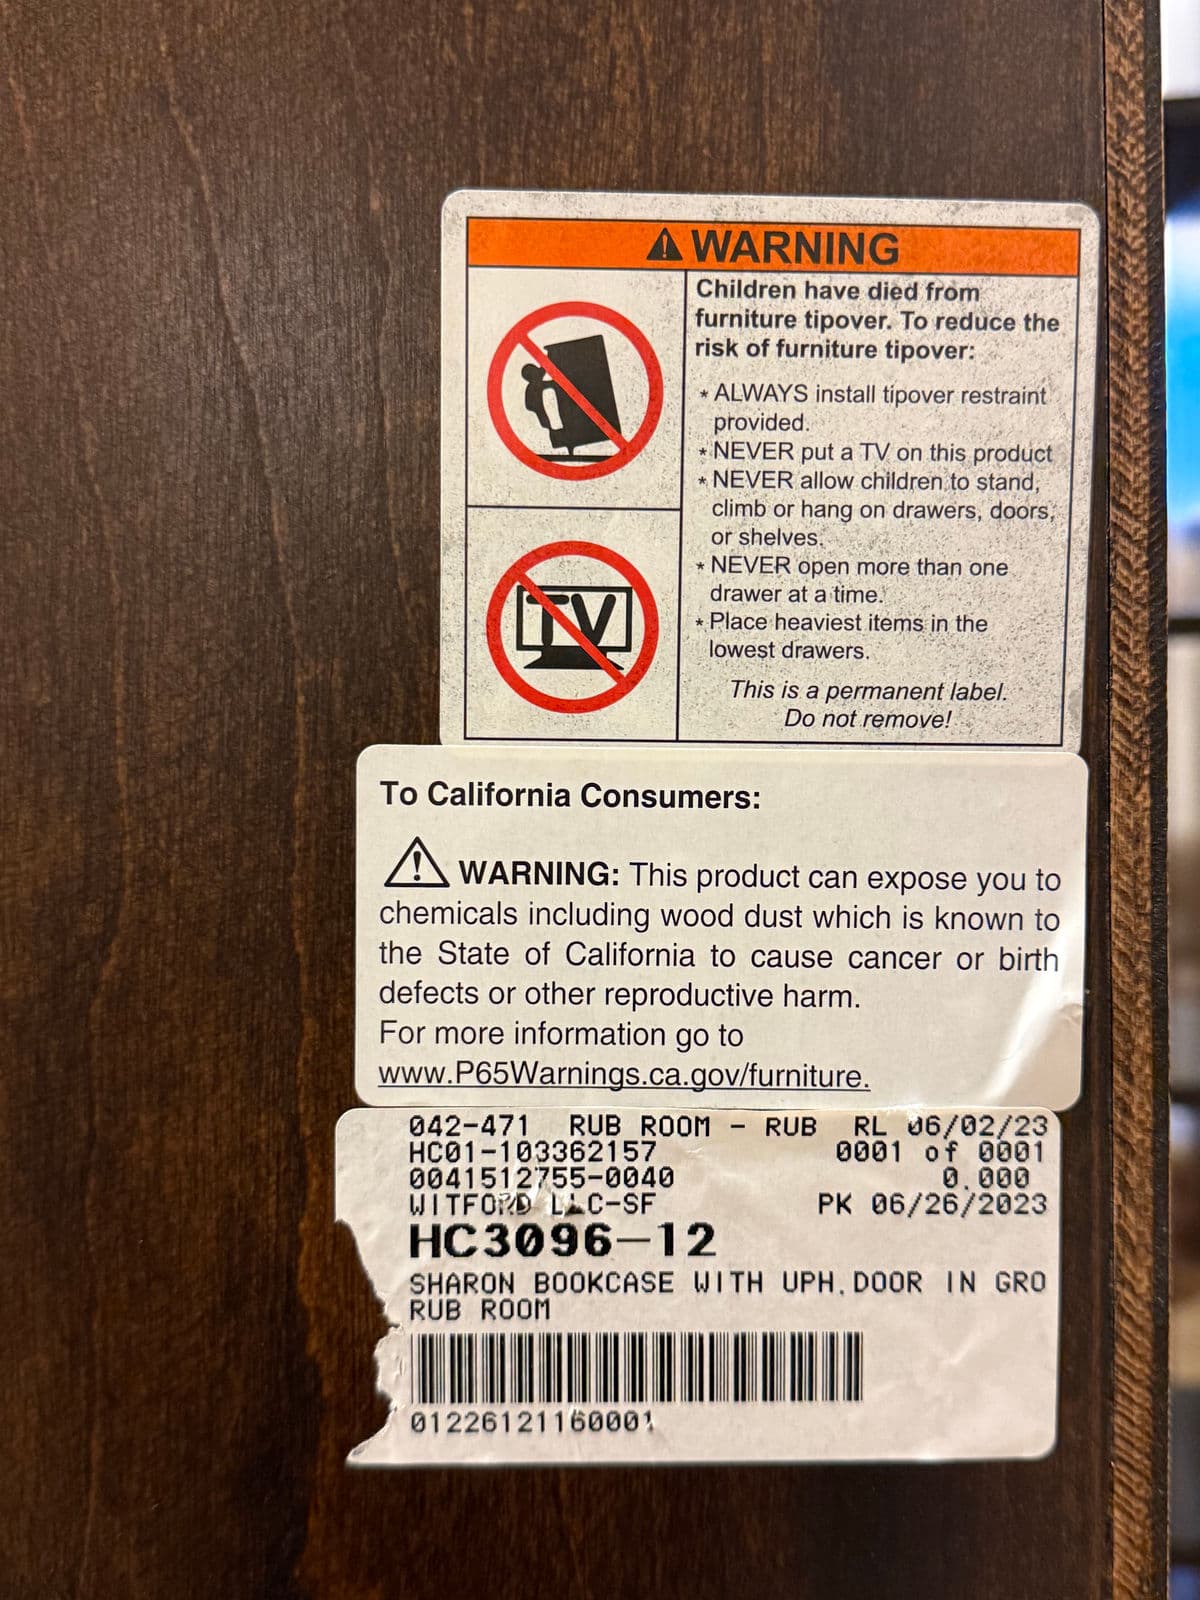 WARNING
Children have died from
furniture tipover. To reduce the
risk of furniture tipover:
* ALWAYS install tipover restraint
provided.
* NEVER put a TV on this product
* NEVER allow children to stand,
climb or hang on drawers, doors,
or shelves.
* NEVER open more than one
drawer at a time.
* Place heaviest items in the
lowest drawers.
This is a permanent label.
Do not remove!
TV
To California Consumers:
WARNING: This product can expose you to
chemicals including wood dust which is known to
the State of California to cause cancer or birth
defects or other reproductive harm.
For more information go to
www.P65Warnings.ca.gov/furniture.
042-471 RUB ROOM - RUB RL 06/02/23
HC01-103362157 0001 of 0001
0041512755-0040 0.000
WITFORD LLC-SF PK 06/26/2023
HC3096-12
SHARON BOOKCASE WITH UPH.DOOR IN GRO
RUB ROOM
01226121160001